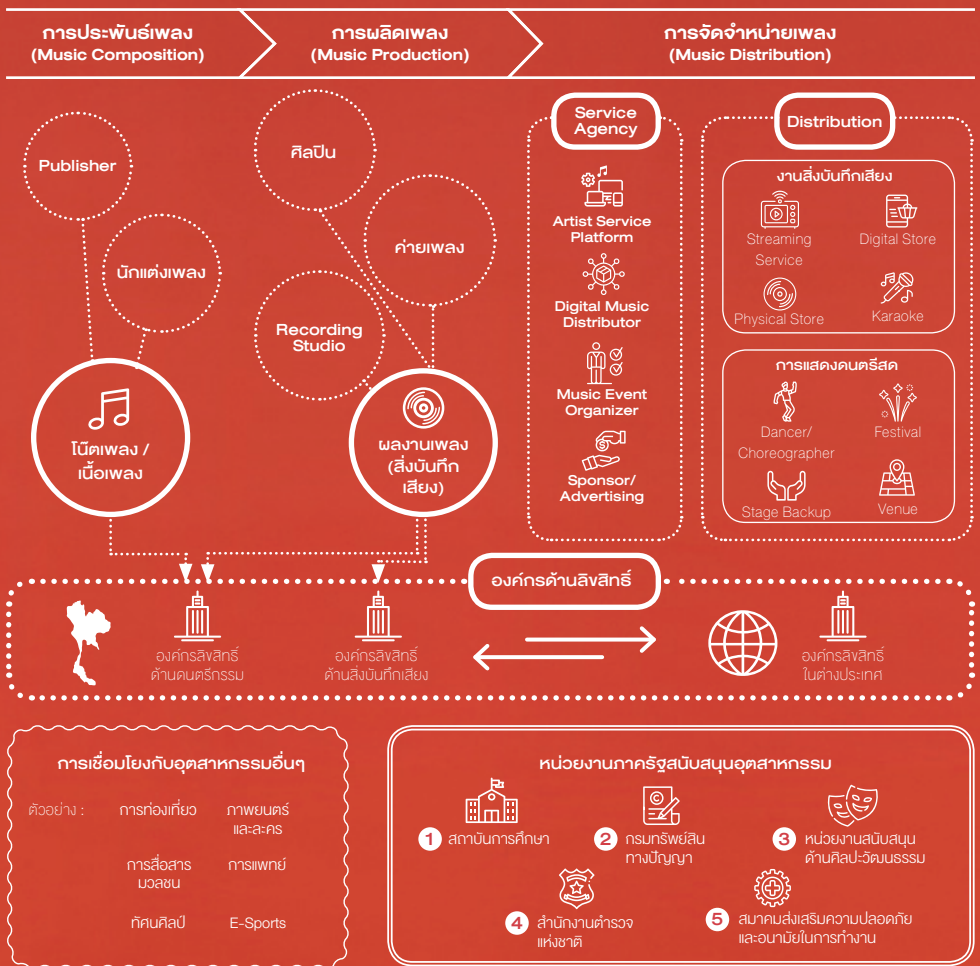 การประพันธ์เพลง
(Music Composition)
การผลิตเพลง
(Music Production)
การจัดจำหน่ายเพลง
(Music Distribution)
Publisher
นักแต่งเพลง
โน๊ตเพลง /
เนื้อเพลง
ศิลปิน
ค่ายเพลง
Recording
Studio
ผลงานเพลง
(สิ่งบันทึก
เสียง)
Service
Agency
Artist Service
Platform
Digital Music
Distributor
Music Event
Organizer
Sponsor/
Advertising
Distribution
งานสิ่งบันทึกเสียง
Streaming
Service
Digital Store
Physical Store
Karaoke
การแสดงดนตรีสด
Dancer/
Choreographer
Festival
Stage Backup
Venue
องค์กรด้านลิขสิทธิ์
องค์กรลิขสิทธิ์
ด้านดนตรีกรรม
องค์กรลิขสิทธิ์
ด้านสิ่งบันทึกเสียง
องค์กรลิขสิทธิ์
ในต่างประเทศ
การเชื่อมโยงกับอุตสาหกรรมอื่นๆ
ตัวอย่าง :
การท่องเที่ยว
ภาพยนตร์
และละคร
การสื่อสาร
มวลชน
การแพทย์
ทัศนศิลป์
E-Sports
หน่วยงานภาครัฐสนับสนุนอุตสาหกรรม
1 สถาบันการศึกษา
2 กรมทรัพย์สิน
ทางปัญญา
3 หน่วยงานสนับสนุน
ด้านศิลปะวัฒนธรรม
4 สำนักงานตำรวจ
แห่งชาติ
5 สมาคมส่งเสริมความปลอดภัย
และอนามัยในการทำงาน